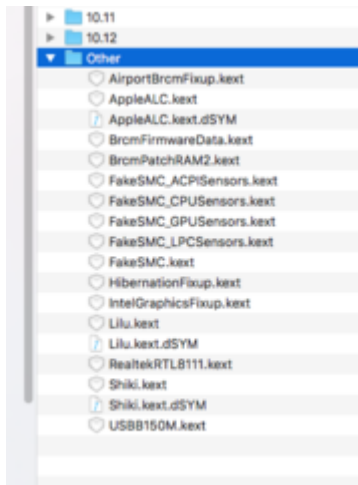 10.11
10.12
Other
AirportBrcmFixup.kext
AppleALC.kext
AppleALC.kext.dSYM
BrcmFirmwareData.kext
BrcmPatchRAM2.kext
FakeSMC_ACPISensors.kext
FakeSMC_CPUSensors.kext
FakeSMC_GPUSensors.kext
FakeSMC_LPCSensors.kext
FakeSMC.kext
HibernationFixup.kext
IntelGraphicsFixup.kext
Lilu.kext
Lilu.kext.dSYM
RealtekRTL8111.kext
Shiki.kext
Shiki.kext.dSYM
USBB150M.kext